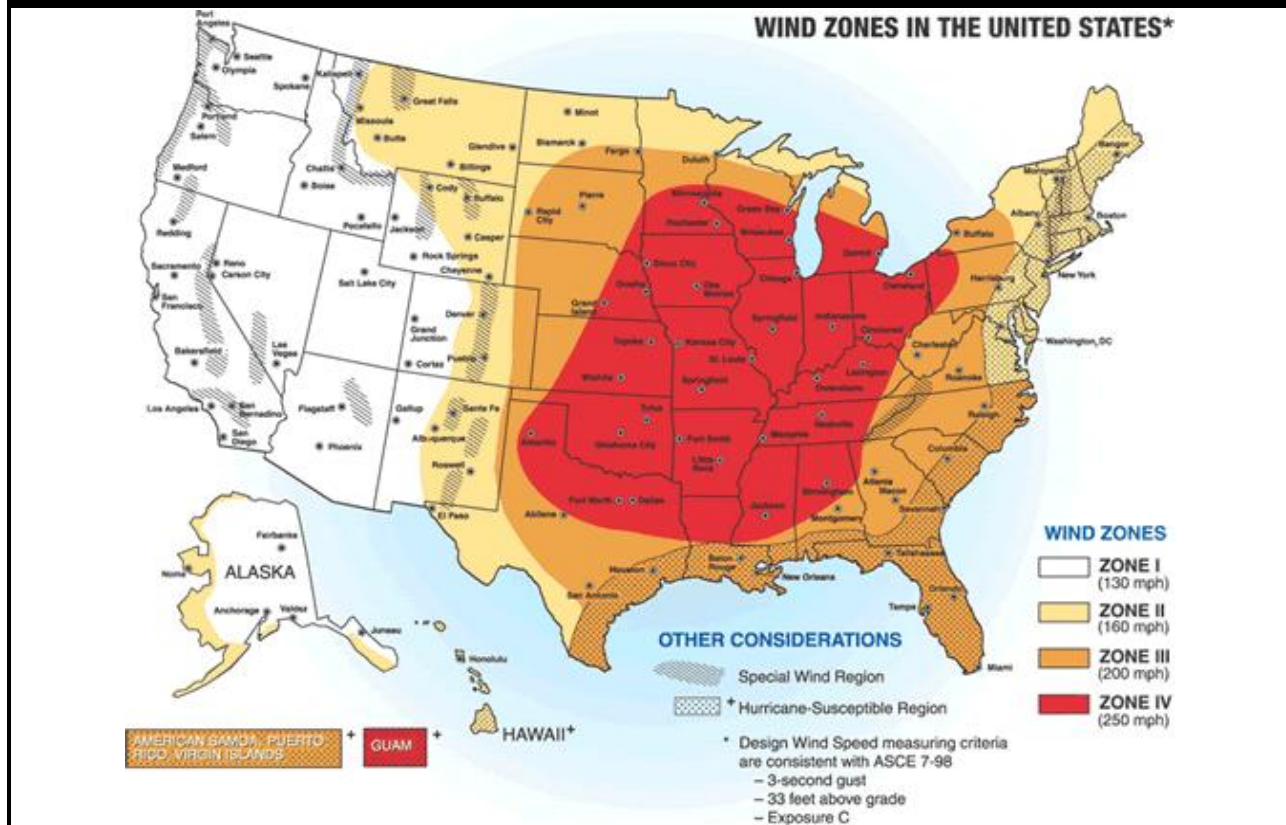 WIND ZONES IN THE UNITED STATES*
Port
Angeles
Seattle
Olympia
Spokane
Kalispell
Great Falls
Portland
Salem
Missoula
Butte
Glendive
Billings
Minot
Bismarck
Fargo
Duluth
Medford
Challis
Boise
Cody
Buffalo
Pierre
Rapid
City
Minneapolis
Rochester
Green Bay
Milwaukee
Montpelier
Bangor
Albany
Boston
Buffalo
Redding
Pocatello
Jackson
Casper
Rock Springs
Cheyenne
Sioux City
Omaha
Des
Moines
Chicago
Detroit
Cleveland
Harrisburg
New York
Sacramento
Reno
Carson City
San
Francisco
Salt Lake City
Denver
Grand
Junction
Grand
Island
Springfield
Indianapolis
Cincinnati
Washington, DC
Bakersfield
Las
Vegas
Cortez
Pueblo
Topeka
Kansas City
St. Louis
Charleston
Lexington
Roanoke
Wichita
Springfield
Owensboro
Los Angeles
San
Bernadino
San
Diego
Flagstaff
Phoenix
Gallup
Santa Fe
Albuquerque
Roswell
El Paso
Amarillo
Tulsa
Oklahoma City
Fort Smith
Little
Rock
Memphis
Nashville
Raleigh
Columbia
Atlanta
Macon
Savannah
Birmingham
Montgomery
Jackson
Fort Worth
Dallas
Abilene
Houston
San Antonio
Baton
Rouge
New Orleans
Tallahassee
Orlando
Tampa
Miami
Fairbanks
Nome
ALASKA
Anchorage
Valdez
Juneau
Honolulu
HAWAII+
AMERICAN SAMOA, PUERTO
RICO, VIRGIN ISLANDS
+
GUAM
+
OTHER CONSIDERATIONS
Special Wind Region
+ Hurricane-Susceptible Region
* Design Wind Speed measuring criteria
are consistent with ASCE 7-98
– 3-second gust
– 33 feet above grade
– Exposure C
WIND ZONES
ZONE I
(130 mph)
ZONE II
(160 mph)
ZONE III
(200 mph)
ZONE IV
(250 mph)